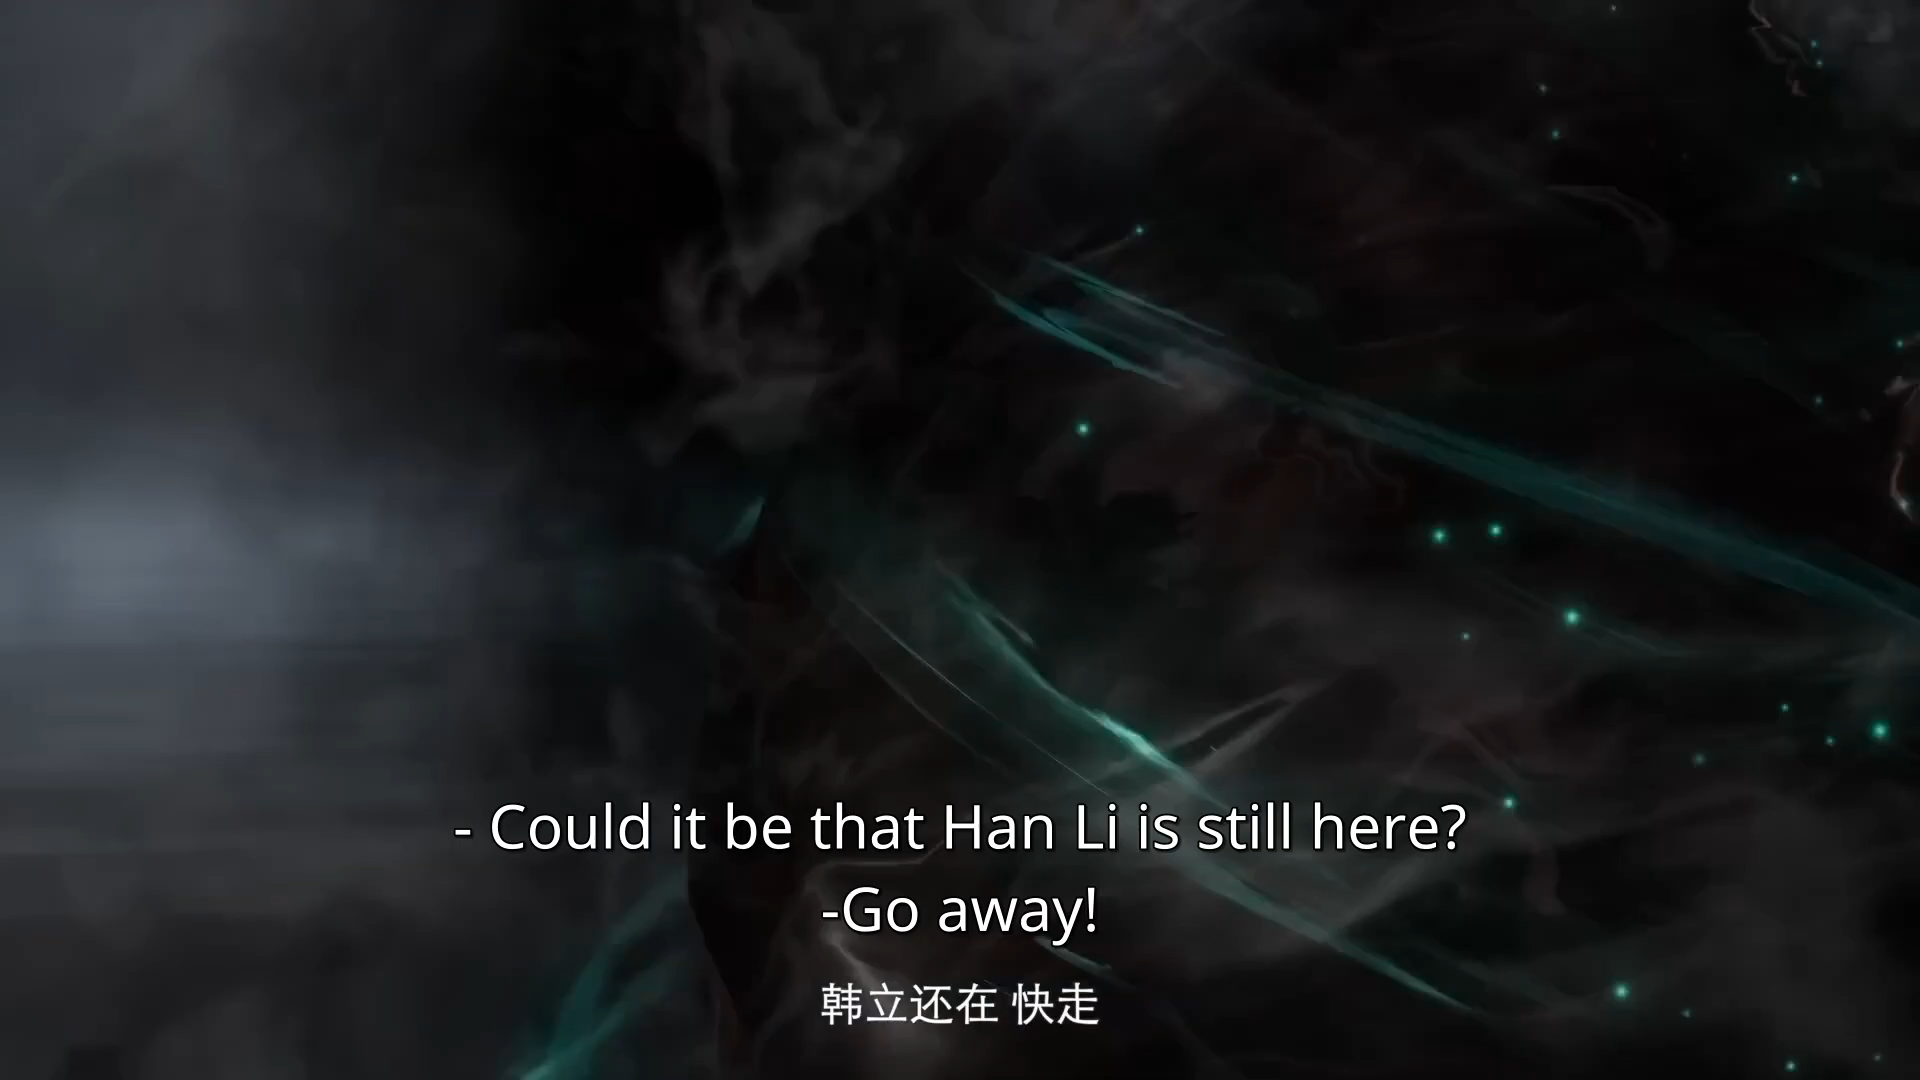 - Could it be that Han Li is still here?
-Go away!
韩立还在 快走